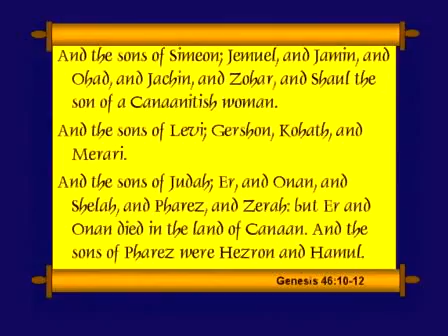 And the sons of Simeon; Jemuel, and Jamin, and
Ohad, and Jachin, and Zohar, and Shaul the
son of a Canaanitish woman.
And the sons of Levi; Gershon, Kohath, and
Merari.
And the sons of Judah; Er, and Onan, and
Shelah, and Pharez, and Zerah: but Er and
Onan died in the land of Canaan. And the
sons of Pharez were Hezron and Hamul.
Genesis 46:10-12